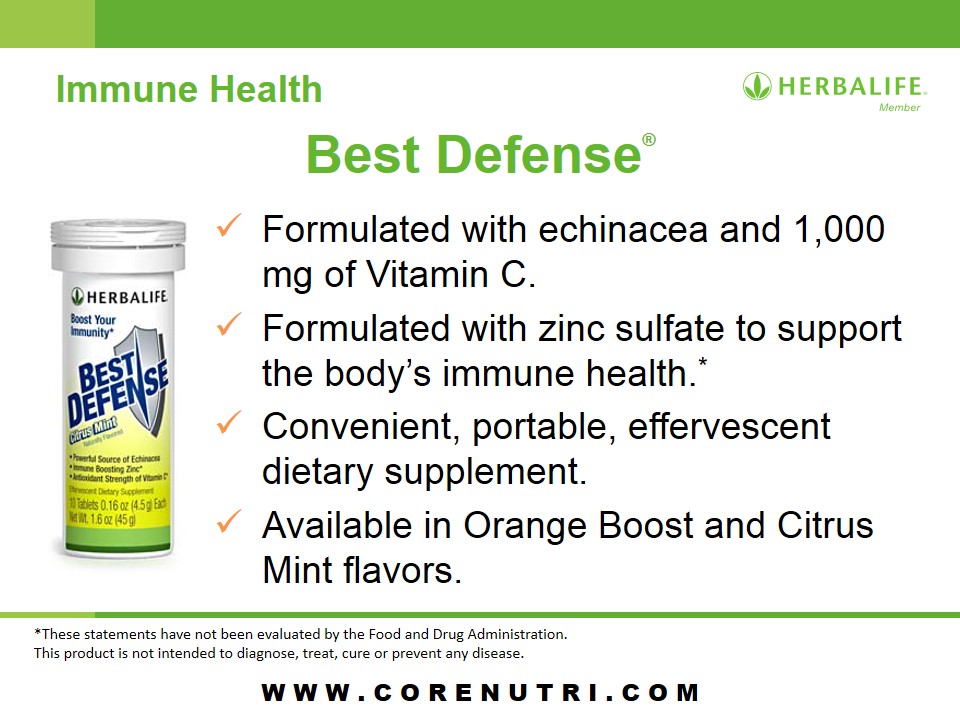 Immune Health
HERBALIFE®
Member
Best Defense®
✓ Formulated with echinacea and 1,000
mg of Vitamin C.
✓ Formulated with zinc sulfate to support
the body’s immune health.*
✓ Convenient, portable, effervescent
dietary supplement.
✓ Available in Orange Boost and Citrus
Mint flavors.
HERBALIFE.
Boost Your
Immunity*
BEST
DEFENSE
Citrus Mint
Naturally Flavored
• Powerful Source of Echinacea
• Immune Boosting Zinc*
• Antioxidant Strength of Vitamin C*
Effervescent Dietary Supplement
10 Tablets 0.16 oz (4.5 g) Each
Net Wt. 1.6 oz (45 g)
*These statements have not been evaluated by the Food and Drug Administration.
This product is not intended to diagnose, treat, cure or prevent any disease.
WWW.CORENUTRI.COM